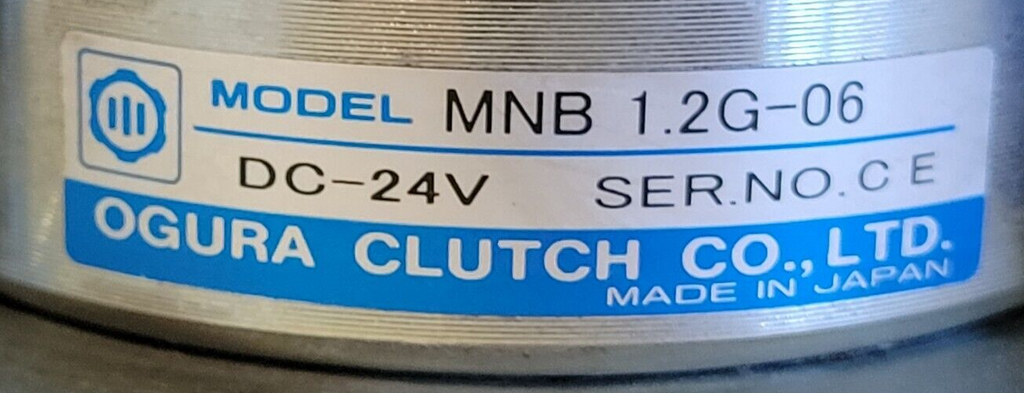 MODEL MNB 1.2G-06
DC-24V SER.NO.C E
OGURA CLUTCH CO., LTD.
MADE IN JAPAN